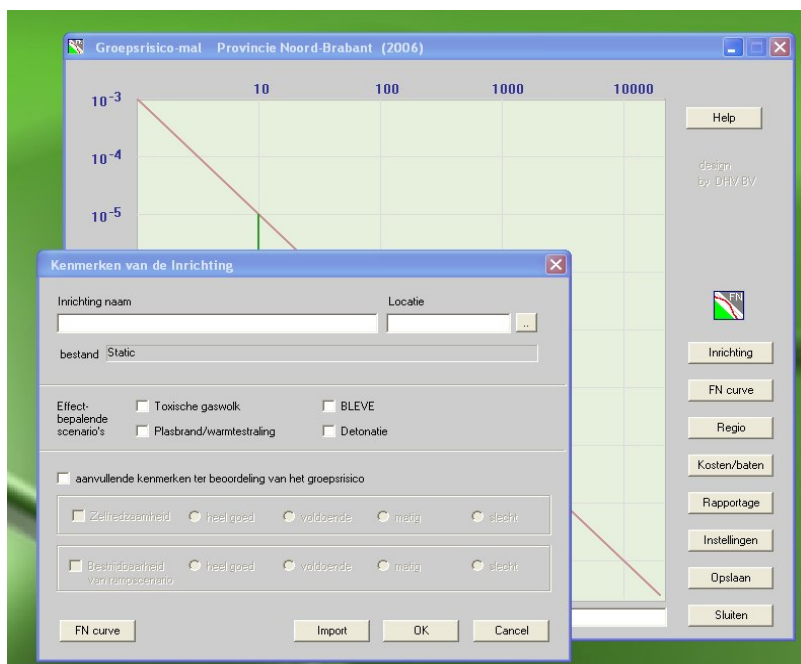 Groepsrisico-mal Provincie Noord-Brabant (2006)
10 100 1000 10000
10-3
Help
10-4
design
by DHV BV
10-5
Kenmerken van de Inrichting
Inrichting naam Locatie
..
FN
bestand Static
Inrichting
FN curve
Effect-
bepalende
scenario's
Toxische gaswolk BLEVE
Plasbrand/warmtestraling Detonatie
Regio
Kosten/baten
aanvullende kenmerken ter beoordeling van het groepsrisico
Rapportage
Zelfredzaamheid heel goed voldoende matig slecht
Instellingen
Bestrijdbaarheid
van rampscenario
heel goed voldoende matig slecht
Opslaan
Sluiten
FN curve Import OK Cancel